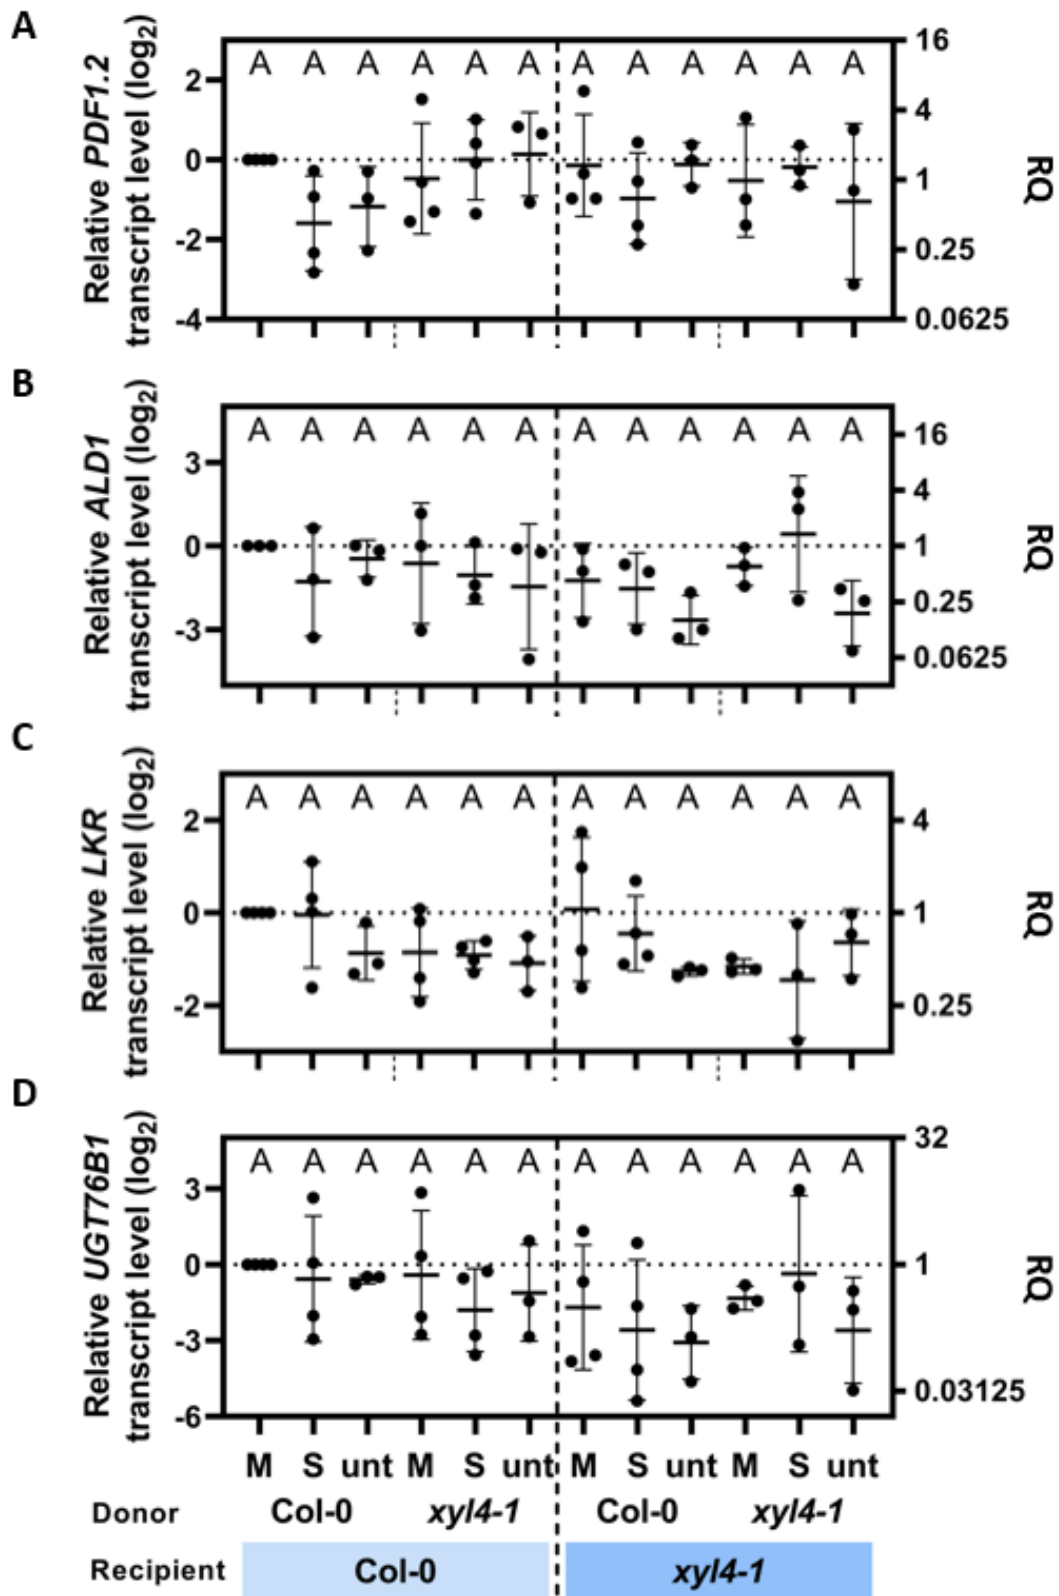 A
Relative PDF1.2
transcript level (log2)
A A A A A A A A A A A A
2
0
-2
-4
16
4
1
0.25
0.0625
RQ
B
Relative ALD1
transcript level (log2)
A A A A A A A A A A A A
3
0
-3
16
4
1
0.25
0.0625
RQ
C
Relative LKR
transcript level (log2)
A A A A A A A A A A A A
2
0
-2
4
1
0.25
RQ
D
Relative UGT76B1
transcript level (log2)
A A A A A A A A A A A A
3
0
-3
-6
32
1
0.03125
RQ
M S unt M S unt M S unt M S unt
Donor Col-0 xyl4-1 Col-0 xyl4-1
Recipient Col-0 xyl4-1